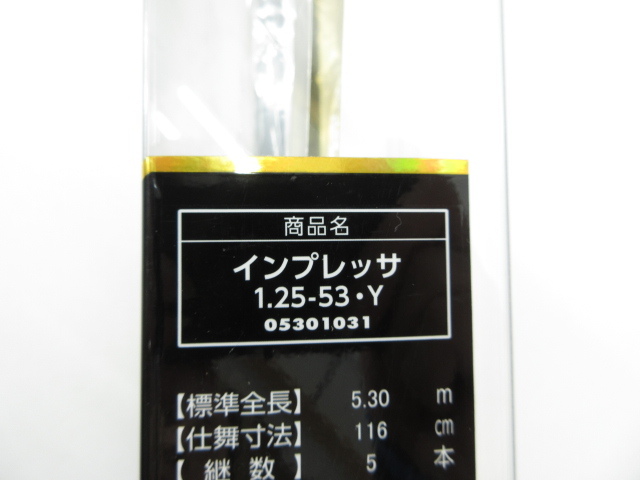 商品名
インプレッサ
1.25-53・Y
05301031
【標準全長】 5.30 m
【仕舞寸法】 116 cm
【継数】 5 本